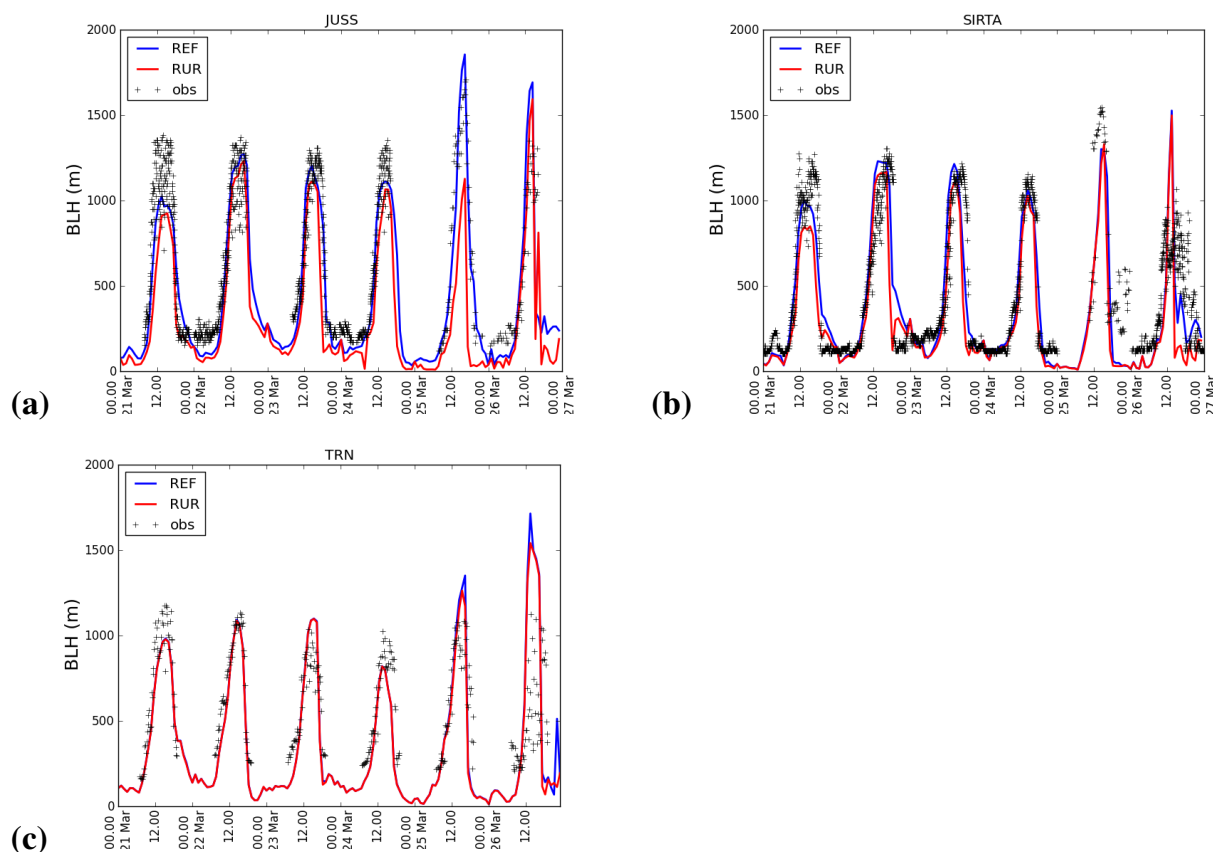 JUSS
2000
1500
1000
500
0
BLH (m)
REF
RUR
obs
00.00
21 Mar
12.00
00.00
22 Mar
12.00
00.00
23 Mar
12.00
00.00
24 Mar
12.00
00.00
25 Mar
12.00
00.00
26 Mar
12.00
00.00
27 Mar
(a)
SIRTA
2000
1500
1000
500
0
BLH (m)
REF
RUR
obs
00.00
21 Mar
12.00
00.00
22 Mar
12.00
00.00
23 Mar
12.00
00.00
24 Mar
12.00
00.00
25 Mar
12.00
00.00
26 Mar
12.00
00.00
27 Mar
(b)
TRN
2000
1500
1000
500
0
BLH (m)
REF
RUR
obs
00.00
21 Mar
12.00
00.00
22 Mar
12.00
00.00
23 Mar
12.00
00.00
24 Mar
12.00
00.00
25 Mar
12.00
00.00
26 Mar
12.00
(c)